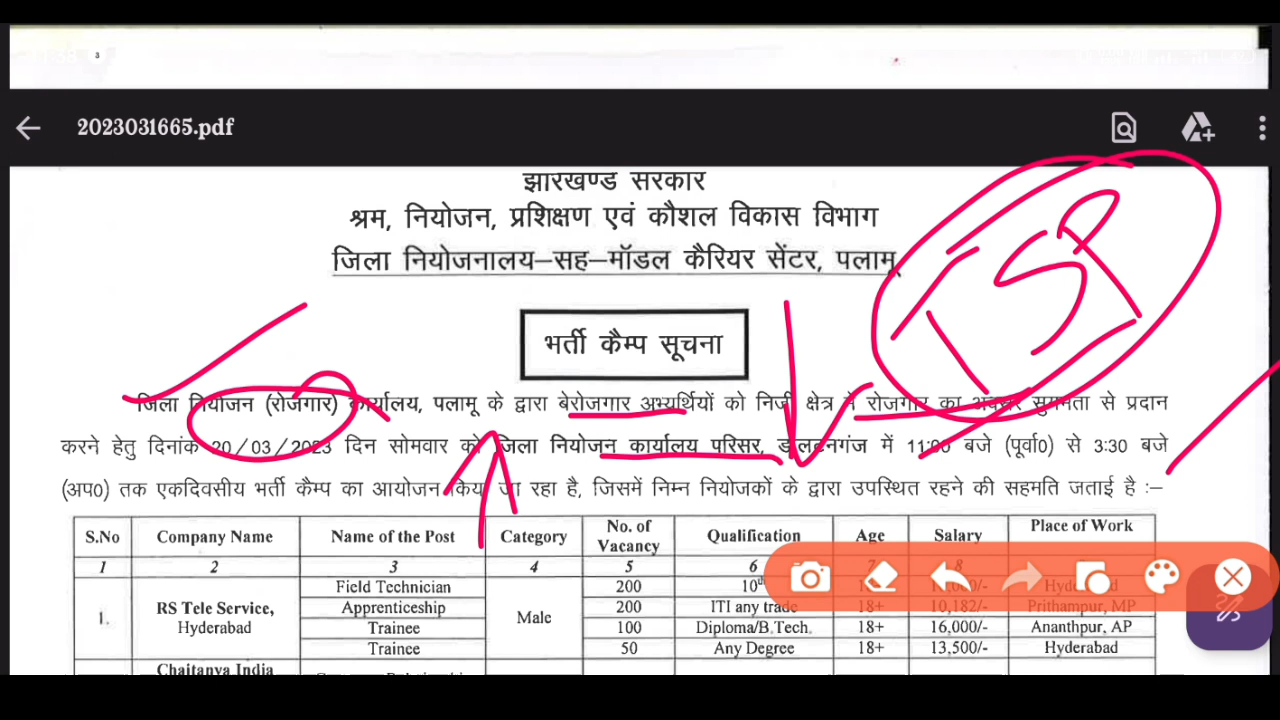 3
2023031665.pdf
झारखण्ड सरकार
श्रम, नियोजन, प्रशिक्षण एवं कौशल विकास विभाग
जिला नियोजनालय–सह–मॉडल कैरियर सेंटर, पलामू
TSP
भर्ती कैम्प सूचना
जिला नियोजन (रोजगार) कार्यालय, पलामू के द्वारा बेरोजगार अभ्यर्थियों को निजी क्षेत्र में रोजगार का अवसर सुगमता से प्रदान
करने हेतु दिनांक 20/03/2023 दिन सोमवार को जिला नियोजन कार्यालय परिसर, डालटनगंज में 11:00 बजे (पूर्वा0) से 3:30 बजे
(अप0) तक एकदिवसीय भर्ती कैम्प का आयोजन किया जा रहा है, जिसमें निम्न नियोजकों के द्वारा उपस्थित रहने की सहमति जताई है :–
S.No Company Name Name of the Post Category No. of Vacancy Qualification Age Salary Place of Work
1 2 3 4 5 6 8
1. RS Tele Service, Hyderabad Field Technician Male 200 10th
Apprenticeship 200 ITI any trade 18+ 10,182/- Prithampur, MP
Trainee 100 Diploma/B.Tech. 18+ 16,000/- Ananthpur, AP
Trainee 50 Any Degree 18+ 13,500/- Hyderabad
Chaitanya India